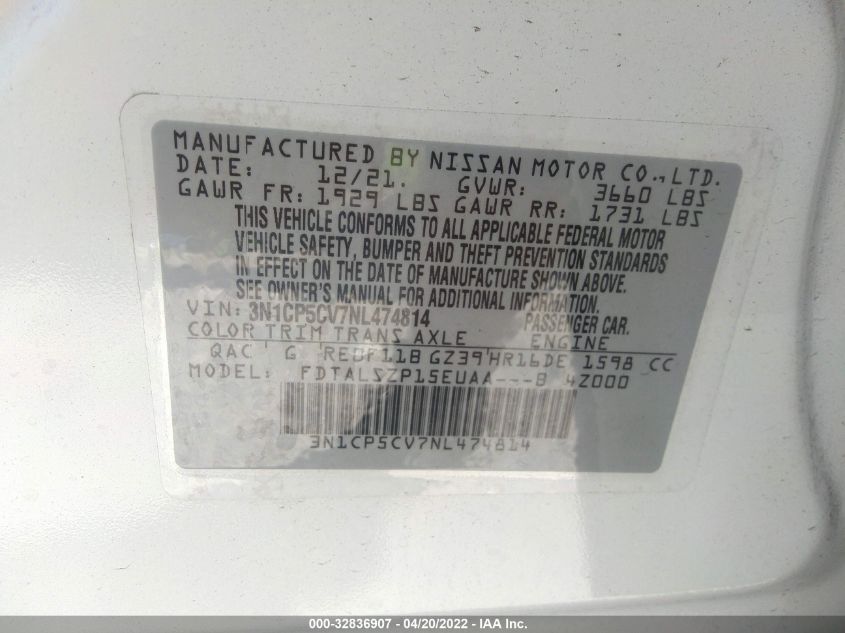 MANUFACTURED BY NISSAN MOTOR CO.,LTD.
DATE: 12/21. GVWR: 3660 LBS
GAWR FR: 1929 LBS GAWR RR: 1731 LBS
THIS VEHICLE CONFORMS TO ALL APPLICABLE FEDERAL MOTOR
VEHICLE SAFETY, BUMPER AND THEFT PREVENTION STANDARDS
IN EFFECT ON THE DATE OF MANUFACTURE SHOWN ABOVE.
SEE OWNER'S MANUAL FOR ADDITIONAL INFORMATION.
VIN: 3N1CP5CV7NL474814 PASSENGER CAR.
COLOR TRIM TRANS AXLE ENGINE
QAC G RE0F11B GZ39 HR16DE 1598 CC
MODEL: FDTALSZP15EUAA---B 4Z000
3N1CP5CV7NL474814
000-32836907 - 04/20/2022 - IAA Inc.